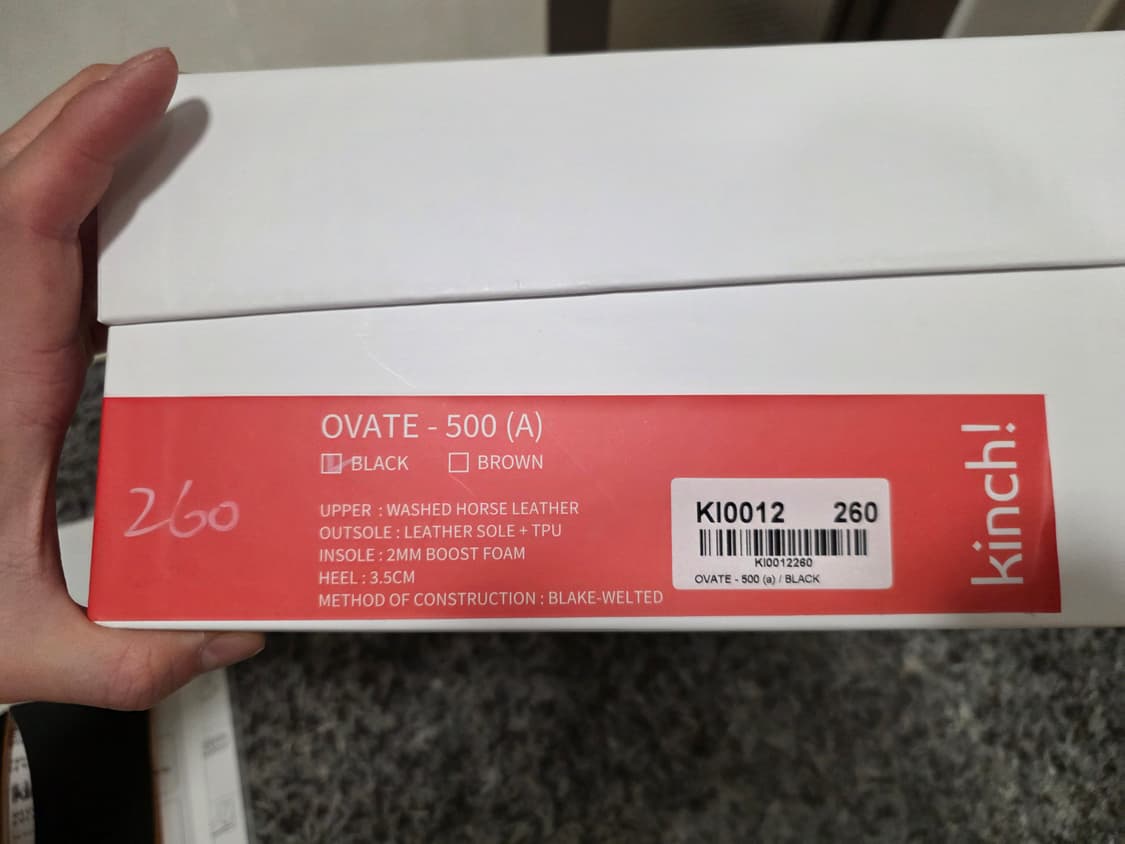 OVATE - 500 (A)
BLACK BROWN
260
UPPER : WASHED HORSE LEATHER
OUTSOLE : LEATHER SOLE + TPU
INSOLE : 2MM BOOST FOAM
HEEL : 3.5CM
METHOD OF CONSTRUCTION : BLAKE-WELTED
KI0012 260
KI0012260
OVATE - 500 (a) / BLACK
kinch!